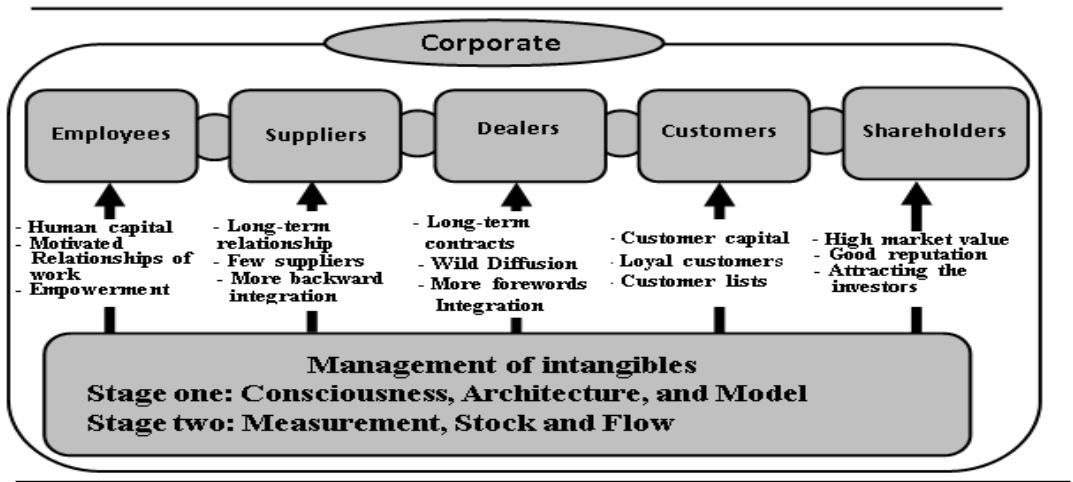 Corporate
Employees
Suppliers
Dealers
Customers
Shareholders
- Human capital
- Motivated
Relationships of
work
- Empowerment
- Long-term
relationship
- Few suppliers
- More backward
integration
- Long-term
contracts
- Wild Diffusion
- More forewords
Integration
· Customer capital
· Loyal customers
· Customer lists
- High market value
- Good reputation
- Attracting the
investors
Management of intangibles
Stage one: Consciousness, Architecture, and Model
Stage two: Measurement, Stock and Flow